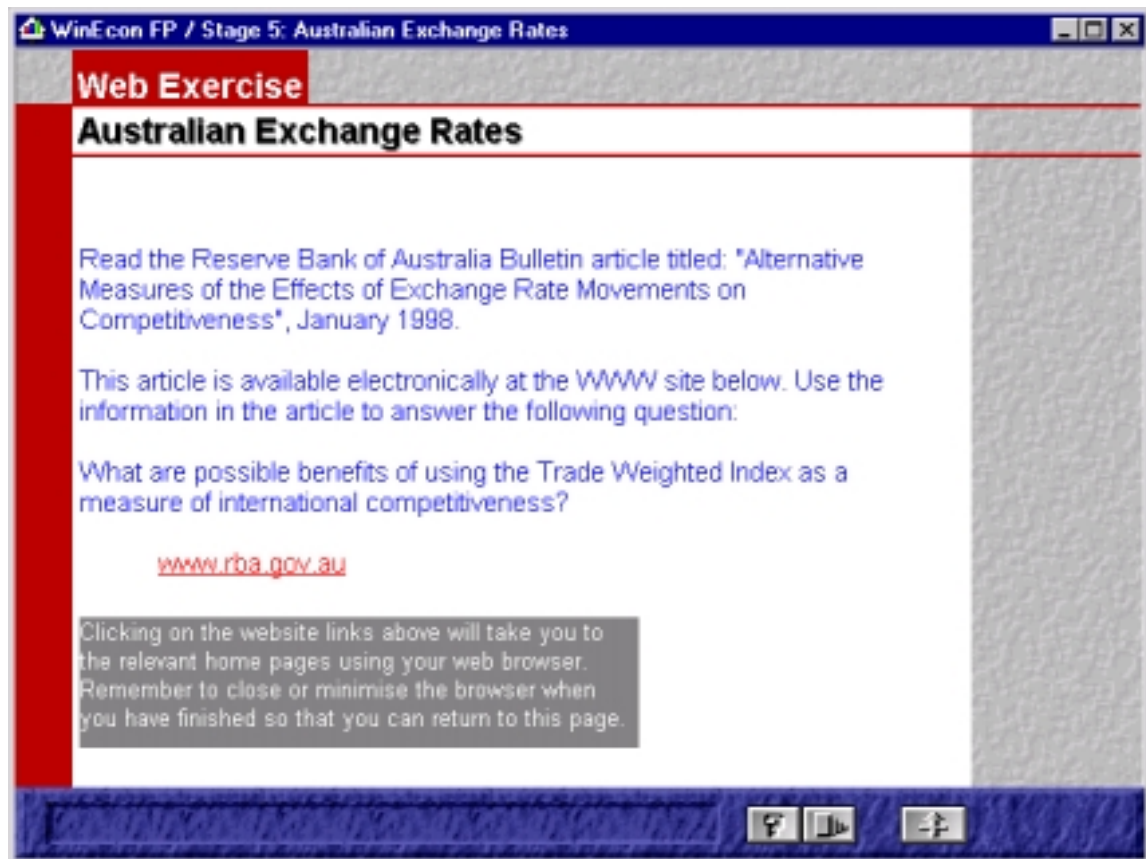 WinEcon FP / Stage 5: Australian Exchange Rates
Web Exercise
Australian Exchange Rates
Read the Reserve Bank of Australia Bulletin article titled: "Alternative
Measures of the Effects of Exchange Rate Movements on
Competitiveness", January 1998.
This article is available electronically at the WWW site below. Use the
information in the article to answer the following question:
What are possible benefits of using the Trade Weighted Index as a
measure of international competitiveness?
www.rba.gov.au
Clicking on the website links above will take you to
the relevant home pages using your web browser.
Remember to close or minimise the browser when
you have finished so that you can return to this page.